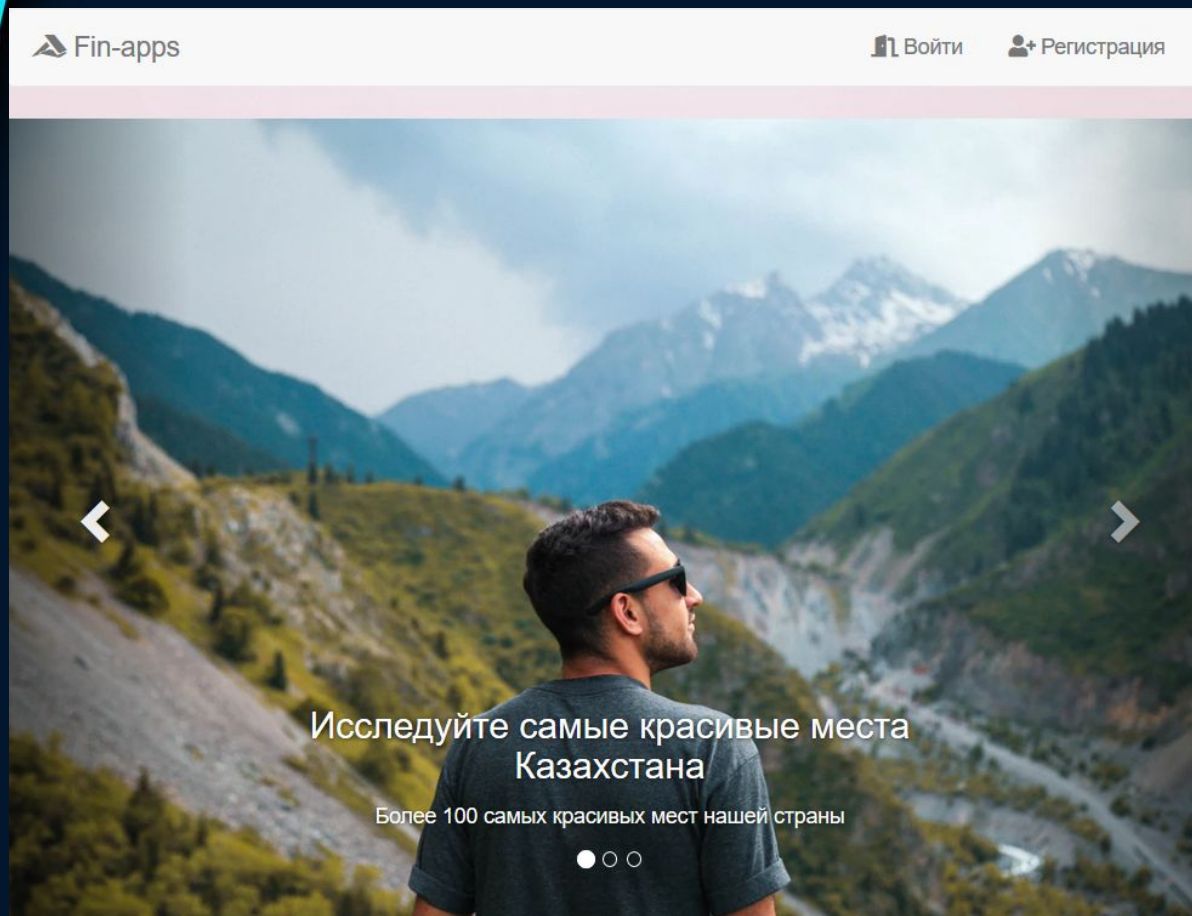 Fin-apps
Войти
Регистрация
Исследуйте самые красивые места
Казахстана
Более 100 самых красивых мест нашей страны